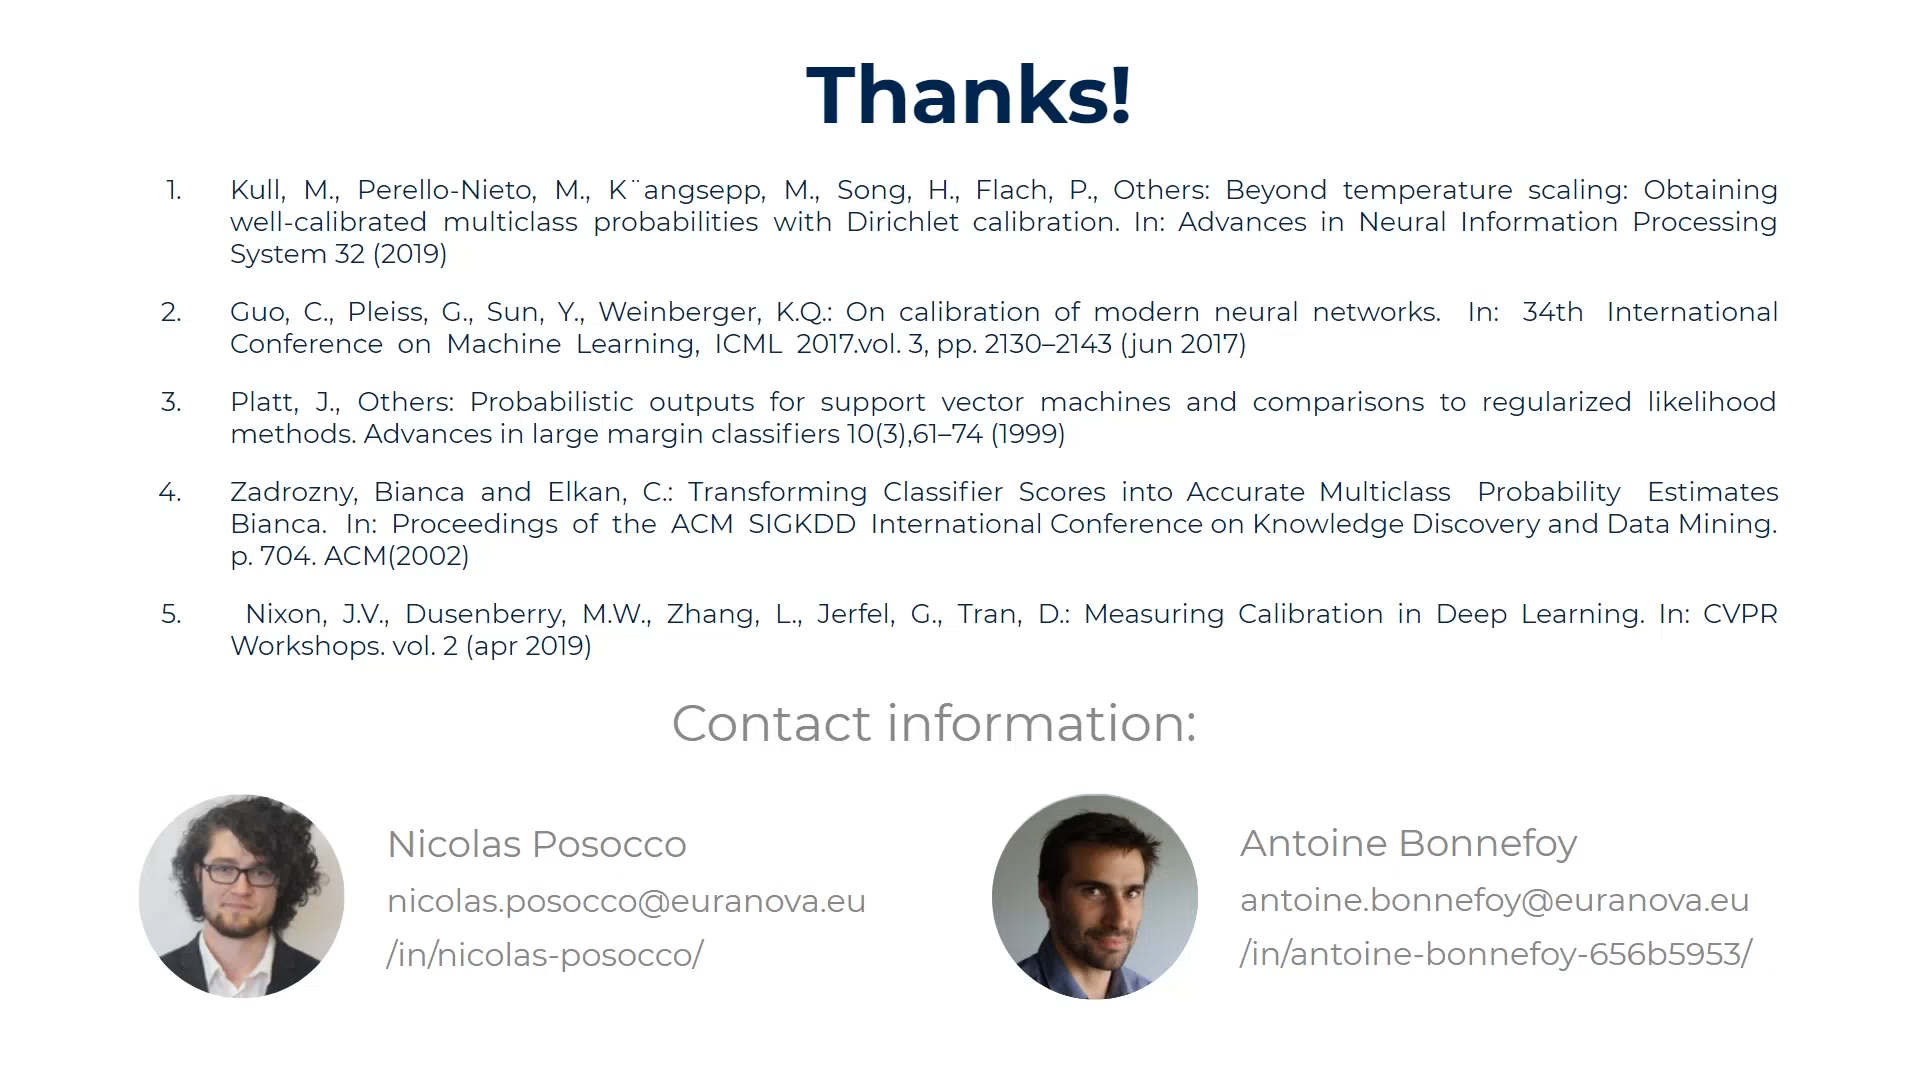 Thanks!
1. Kull, M., Perello-Nieto, M., K¨angsepp, M., Song, H., Flach, P., Others: Beyond temperature scaling: Obtaining
well-calibrated multiclass probabilities with Dirichlet calibration. In: Advances in Neural Information Processing
System 32 (2019)
2. Guo, C., Pleiss, G., Sun, Y., Weinberger, K.Q.: On calibration of modern neural networks. In: 34th International
Conference on Machine Learning, ICML 2017.vol. 3, pp. 2130–2143 (jun 2017)
3. Platt, J., Others: Probabilistic outputs for support vector machines and comparisons to regularized likelihood
methods. Advances in large margin classifiers 10(3),61–74 (1999)
4. Zadrozny, Bianca and Elkan, C.: Transforming Classifier Scores into Accurate Multiclass Probability Estimates
Bianca. In: Proceedings of the ACM SIGKDD International Conference on Knowledge Discovery and Data Mining.
p. 704. ACM(2002)
5. Nixon, J.V., Dusenberry, M.W., Zhang, L., Jerfel, G., Tran, D.: Measuring Calibration in Deep Learning. In: CVPR
Workshops. vol. 2 (apr 2019)
Contact information:
Nicolas Posocco
nicolas.posocco@euranova.eu
/in/nicolas-posocco/
Antoine Bonnefoy
antoine.bonnefoy@euranova.eu
/in/antoine-bonnefoy-656b5953/